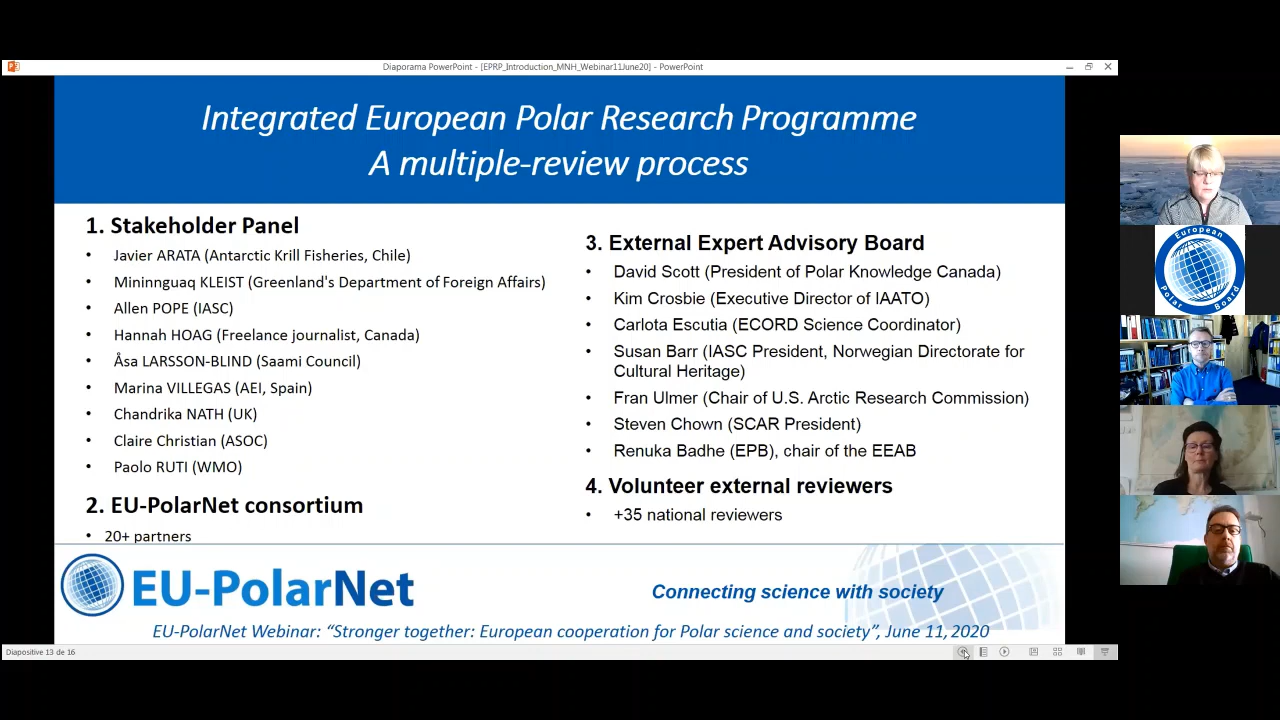 Diaporama PowerPoint - [EPRP_Introduction_MNH_Webinar11June20] - PowerPoint
Integrated European Polar Research Programme
A multiple-review process
1. Stakeholder Panel
• Javier ARATA (Antarctic Krill Fisheries, Chile)
• Mininnguaq KLEIST (Greenland's Department of Foreign Affairs)
• Allen POPE (IASC)
• Hannah HOAG (Freelance journalist, Canada)
• Åsa LARSSON-BLIND (Saami Council)
• Marina VILLEGAS (AEI, Spain)
• Chandrika NATH (UK)
• Claire Christian (ASOC)
• Paolo RUTI (WMO)
2. EU-PolarNet consortium
• 20+ partners
3. External Expert Advisory Board
• David Scott (President of Polar Knowledge Canada)
• Kim Crosbie (Executive Director of IAATO)
• Carlota Escutia (ECORD Science Coordinator)
• Susan Barr (IASC President, Norwegian Directorate for
Cultural Heritage)
• Fran Ulmer (Chair of U.S. Arctic Research Commission)
• Steven Chown (SCAR President)
• Renuka Badhe (EPB), chair of the EEAB
4. Volunteer external reviewers
• +35 national reviewers
EU-PolarNet
Connecting science with society
EU-PolarNet Webinar: “Stronger together: European cooperation for Polar science and society”, June 11, 2020
Diapositive 13 de 16
European
Polar Board